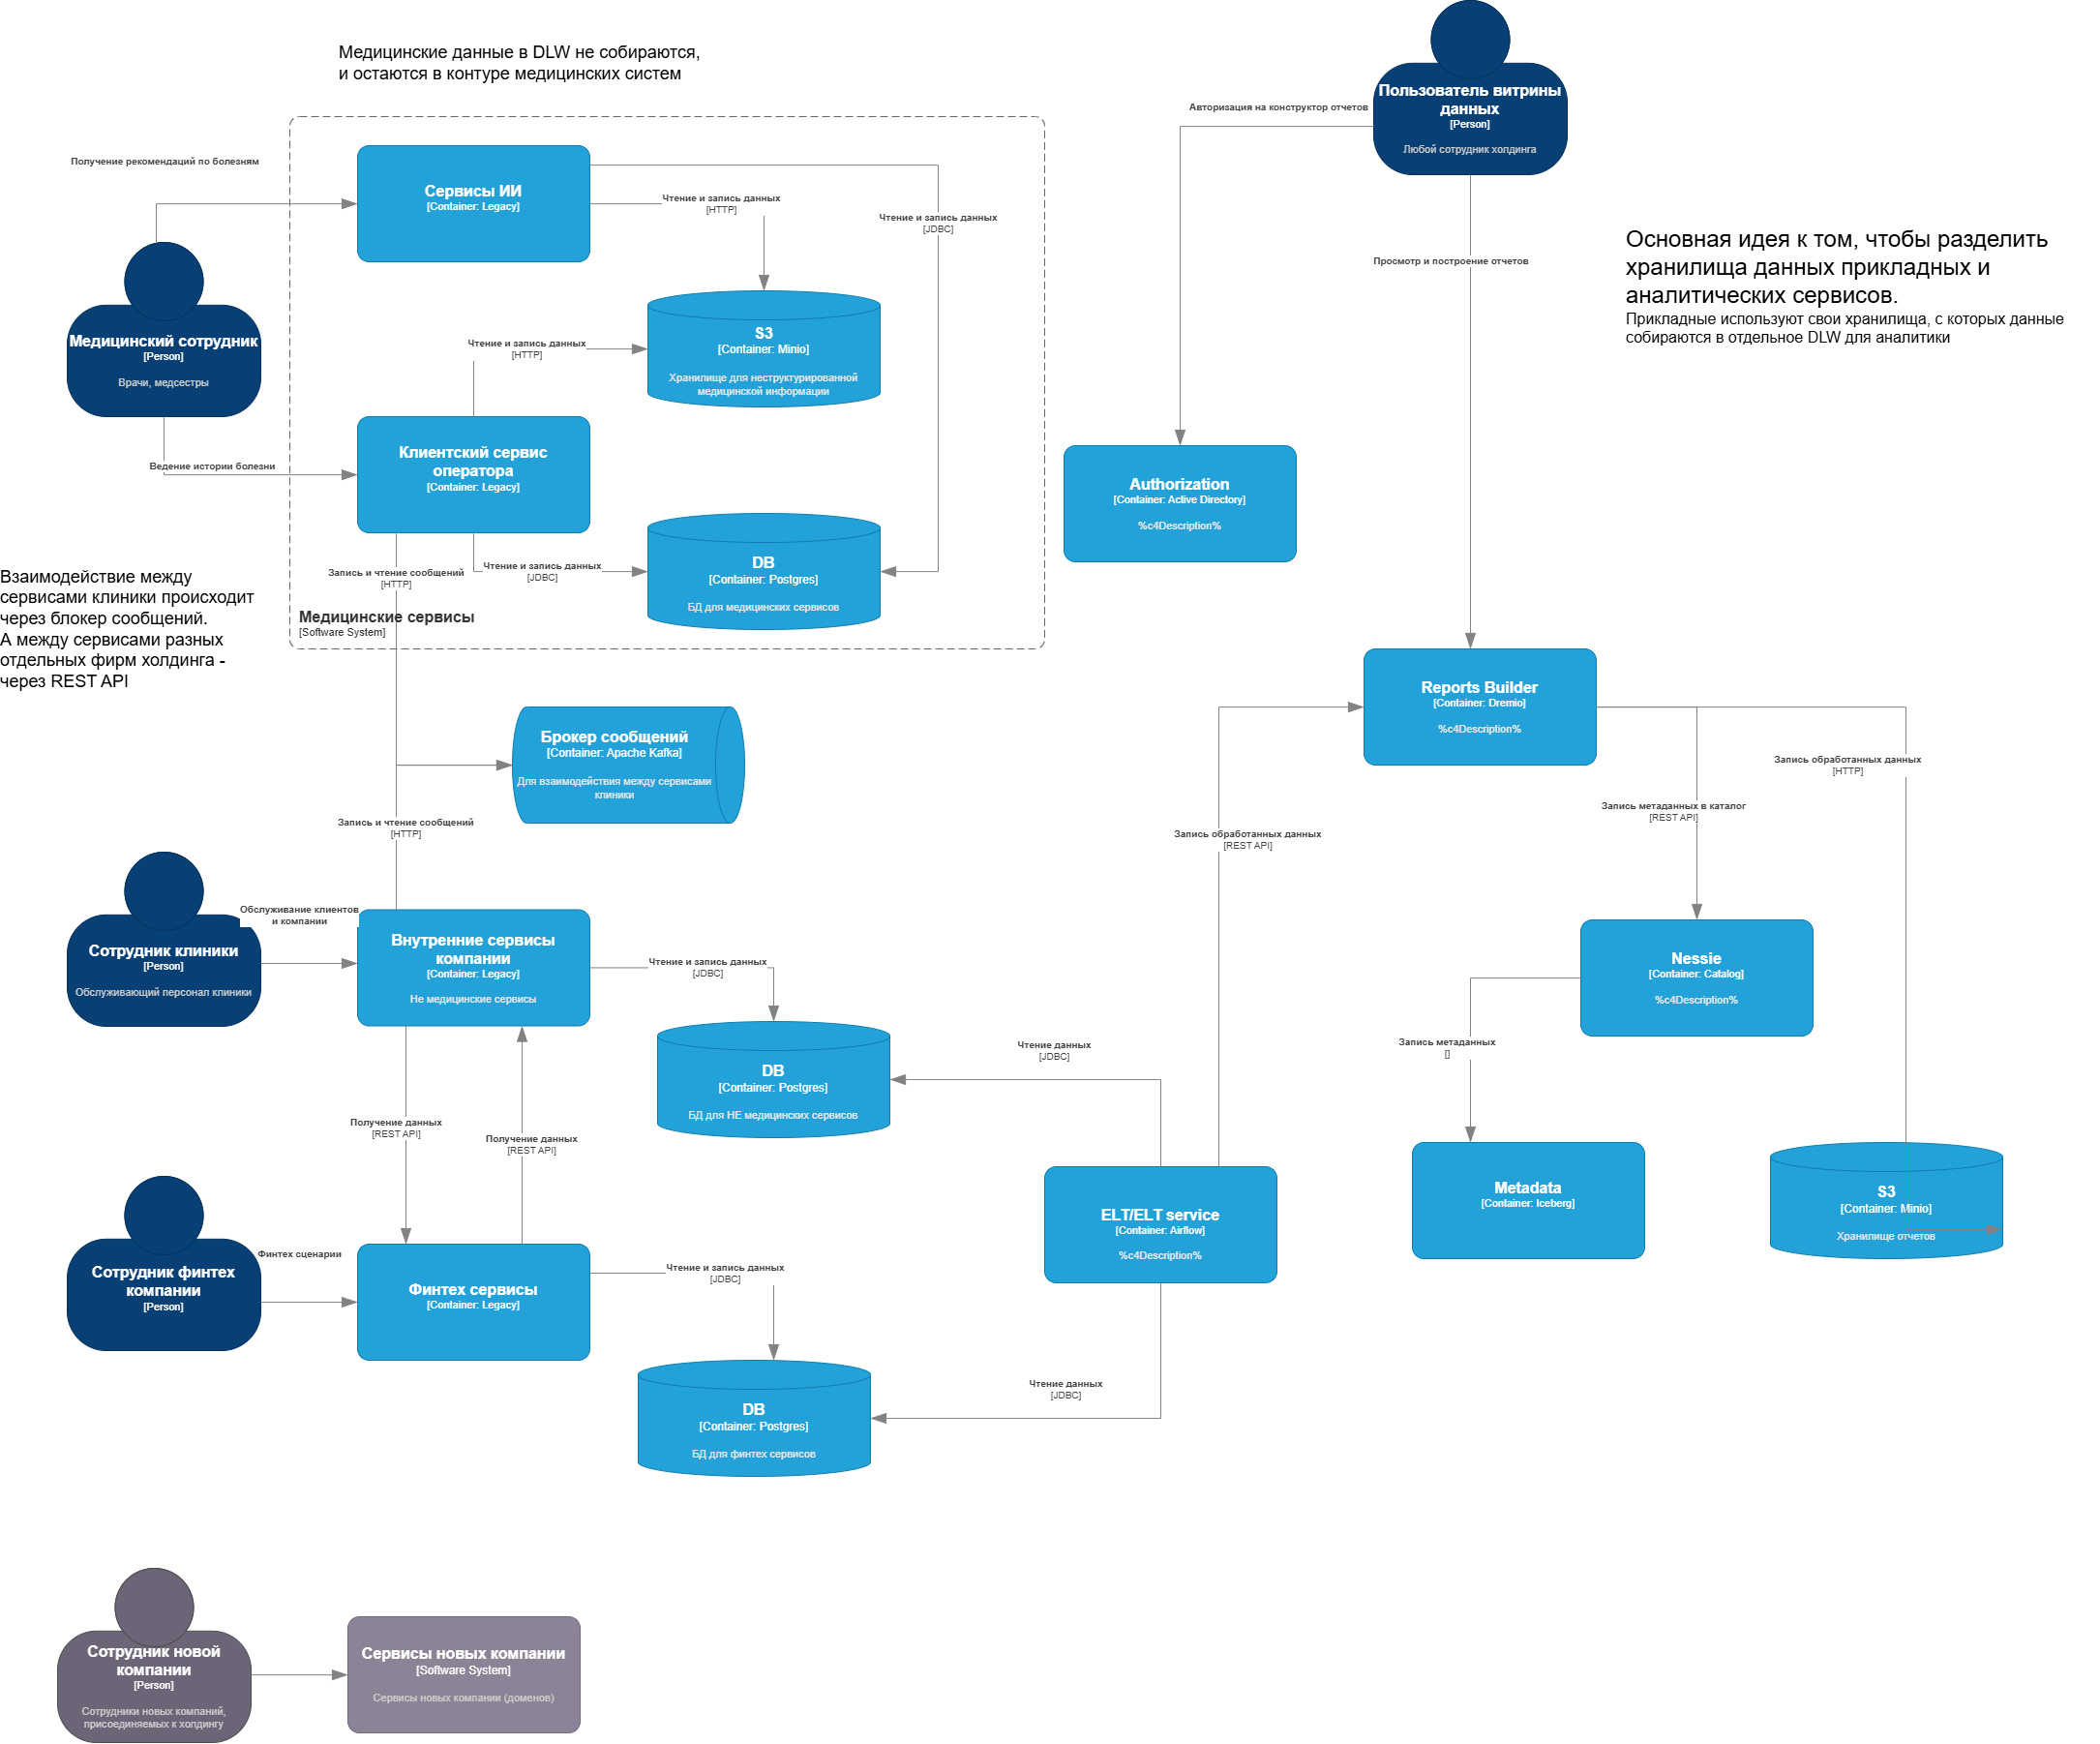 Медицинские данные в DLW не собираются,
и остаются в контуре медицинских систем
Пользователь витрины
данных
[Person]
Любой сотрудник холдинга
Авторизация на конструктор отчетов
Получение рекомендаций по болезням
Сервисы ИИ
[Container: Legacy]
Чтение и запись данных
[HTTP]
Чтение и запись данных
[JDBC]
Просмотр и построение отчетов
Основная идея к том, чтобы разделить
хранилища данных прикладных и
аналитических сервисов.
Прикладные используют свои хранилища, с которых данные
собираются в отдельное DLW для аналитики
Медицинский сотрудник
[Person]
Врачи, медсестры
Чтение и запись данных
[HTTP]
S3
[Container: Minio]
Хранилище для неструктурированной
медицинской информации
Ведение истории болезни
Клиентский сервис
оператора
[Container: Legacy]
Authorization
[Container: Active Directory]
%c4Description%
Запись и чтение сообщений
[HTTP]
Чтение и запись данных
[JDBC]
DB
[Container: Postgres]
БД для медицинских сервисов
Медицинские сервисы
[Software System]
Взаимодействие между
сервисами клиники происходит
через блокер сообщений.
А между сервисами разных
отдельных фирм холдинга -
через REST API
Reports Builder
[Container: Dremio]
%c4Description%
Брокер сообщений
[Container: Apache Kafka]
Для взаимодействия между сервисами
клиники
Запись обработанных данных
[HTTP]
Запись метаданных в каталог
[REST API]
Запись и чтение сообщений
[HTTP]
Запись обработанных данных
[REST API]
Обслуживание клиентов
и компании
Сотрудник клиники
[Person]
Обслуживающий персонал клиники
Внутренние сервисы
компании
[Container: Legacy]
Не медицинские сервисы
Чтение и запись данных
[JDBC]
Nessie
[Container: Catalog]
%c4Description%
Запись метаданных
[]
Чтение данных
[JDBC]
DB
[Container: Postgres]
БД для НЕ медицинских сервисов
Получение данных
[REST API]
Получение данных
[REST API]
ELT/ELT service
[Container: Airflow]
%c4Description%
Metadata
[Container: Iceberg]
S3
[Container: Minio]
Хранилище отчетов
Финтех сценарии
Сотрудник финтех
компании
[Person]
Финтех сервисы
[Container: Legacy]
Чтение и запись данных
[JDBC]
Чтение данных
[JDBC]
DB
[Container: Postgres]
БД для финтех сервисов
Сотрудник новой
компании
[Person]
Сотрудники новых компаний,
присоединяемых к холдингу
Сервисы новых компании
[Software System]
Сервисы новых компании (доменов)